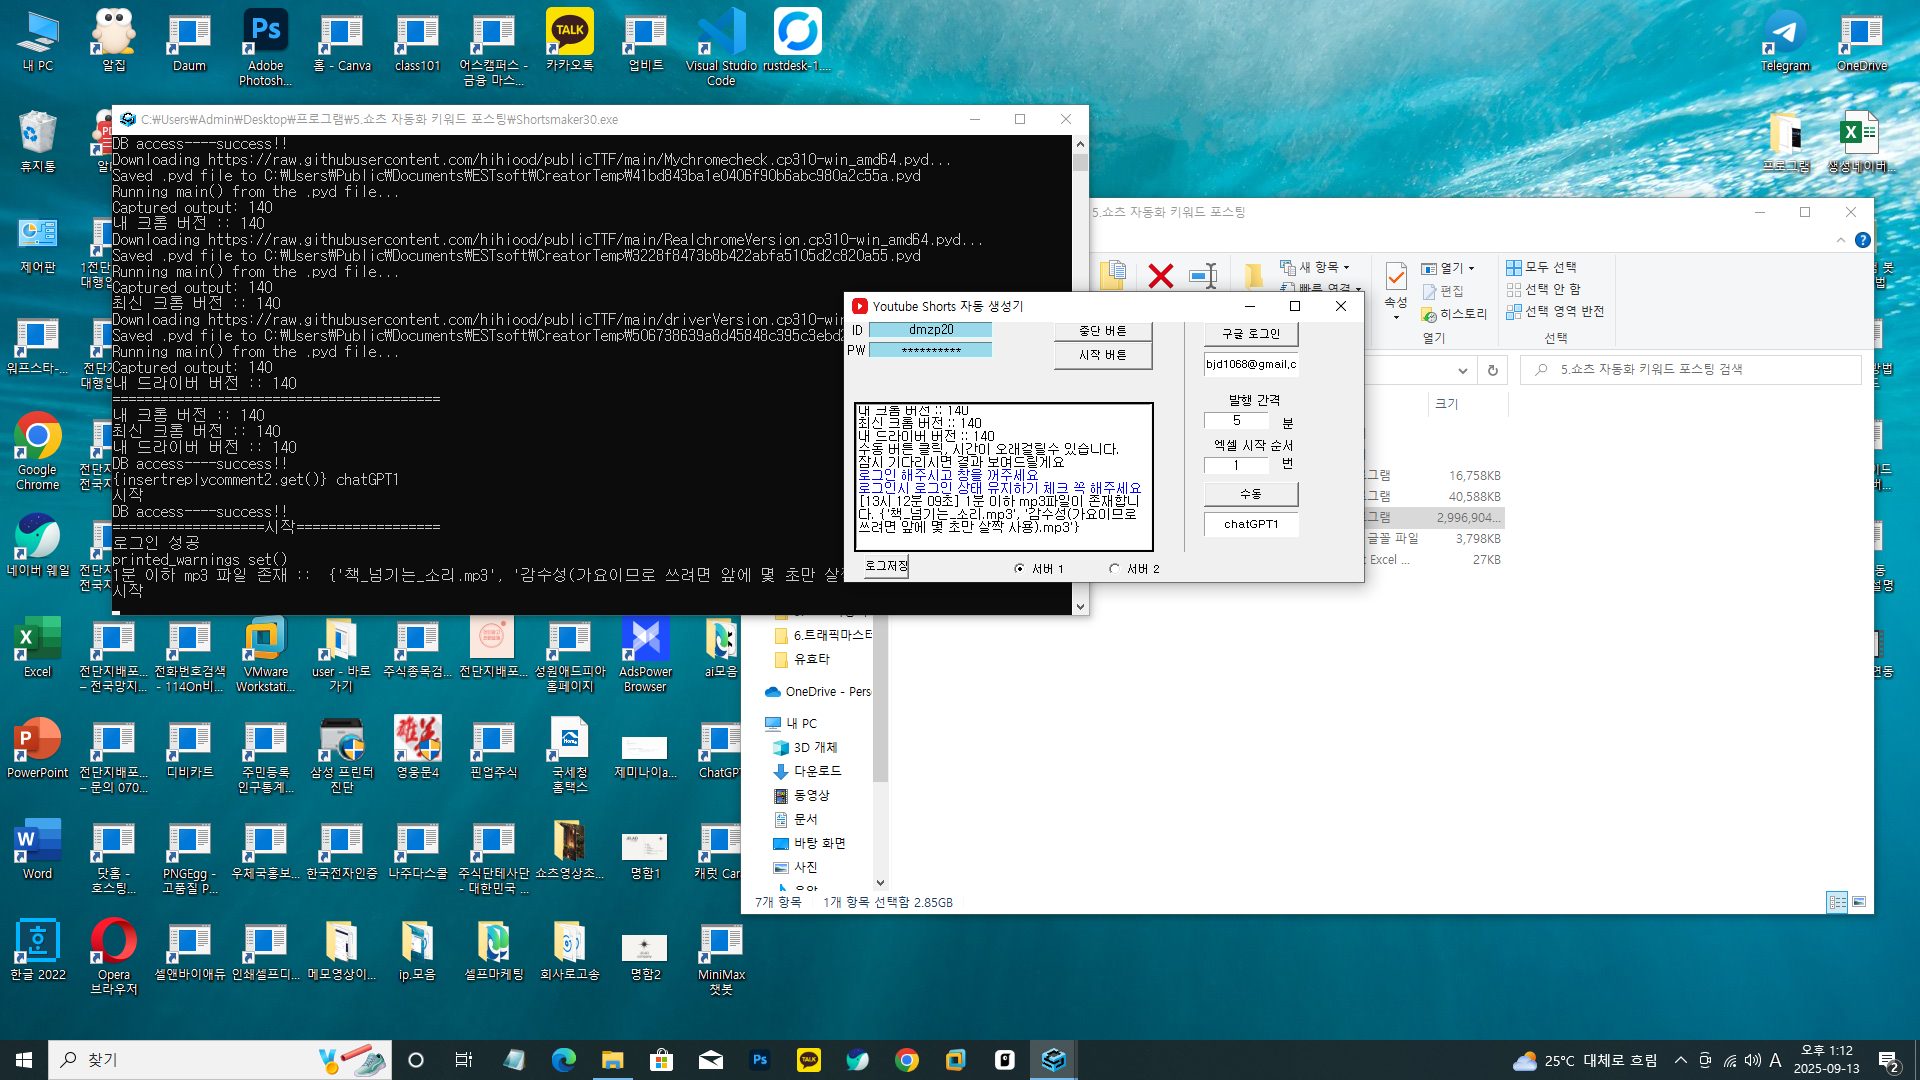 내 PC
알집
Daum
Adobe
Photosh...
홈 - Canva
class101
어스캠퍼스 -
금융 마스...
카카오톡
업비트
Visual Studio
Code
rustdesk-1....
Telegram
OneDrive
휴지통
프로그램
생성네이버...
제어판
워프스타-...
Google
Chrome
네이버 웨일
C:₩Users₩Admin₩Desktop₩프로그램₩5.쇼츠 자동화 키워드 포스팅₩Shortsmaker30.exe
DB access----success!!
Downloading https://raw.githubusercontent.com/hihiood/publicTTF/main/Mychromecheck.cp310-win_amd64.pyd...
Saved .pyd file to C:₩Users₩Public₩Documents₩ESTsoft₩CreatorTemp₩41bd843ba1e0406f90b6abc980a2c55a.pyd
Running main() from the .pyd file...
Captured output: 140
내 크롬 버전 :: 140
Downloading https://raw.githubusercontent.com/hihiood/publicTTF/main/RealchromeVersion.cp310-win_amd64.pyd...
Saved .pyd file to C:₩Users₩Public₩Documents₩ESTsoft₩CreatorTemp₩3228f8473b8b422abfa5105d2c820a55.pyd
Running main() from the .pyd file...
Captured output: 140
최신 크롬 버전 :: 140
Downloading https://raw.githubusercontent.com/hihiood/publicTTF/main/driverVersion.cp310-win
Saved .pyd file to C:₩Users₩Public₩Documents₩ESTsoft₩CreatorTemp₩506738639a8d45848c395c3ebd2
Running main() from the .pyd file...
Captured output: 140
내 드라이버 버전 :: 140
=========================================
내 크롬 버전 :: 140
최신 크롬 버전 :: 140
내 드라이버 버전 :: 140
DB access----success!!
{insertreplycomment2.get()} chatGPT1
시작
DB access----success!!
===================시작==================
로그인 성공
printed_warnings set()
1분 이하 mp3 파일 존재 :: {'책_넘기는_소리.mp3', '감수성(가요이므로 쓰려면 앞에 몇 초만 살짝
시작
Youtube Shorts 자동 생성기
ID
dmzp20
PW
**********
중단 버튼
시작 버튼
내 크롬 버전 :: 140
최신 크롬 버전 :: 140
내 드라이버 버전 :: 140
수동 버튼 클릭, 시간이 오래걸릴수 있습니다.
잠시 기다리시면 결과 보여드릴게요
로그인 해주시고 창을 꺼주세요
로그인시 로그인 상태 유지하기 체크 꼭 해주세요
[13시 12분 09초] 1분 이하 mp3파일이 존재합니
다. {'책_넘기는_소리.mp3', '감수성(가요이므로
쓰려면 앞에 몇 초만 살짝 사용).mp3'}
로그저장
서버 1
서버 2
구글 로그인
bjd1068@gmail,c
발행 간격
5 분
엑셀 시작 순서
1 번
수동
chatGPT1
5.쇼츠 자동화 키워드 포스팅
새 항목
빠른 연결
속성
열기
편집
히스토리
열기
모두 선택
선택 안 함
선택 영역 반전
선택
5.쇼츠 자동화 키워드 포스팅 검색
크기
그램 16,758KB
그램 40,588KB
그램 2,996,904...
글꼴 파일 3,798KB
Excel ... 27KB
6.트래픽마스터
유효타
OneDrive - Pers
내 PC
3D 개체
다운로드
동영상
문서
바탕 화면
사진
음악
7개 항목
1개 항목 선택함 2.85GB
Excel
전단지배포...
– 전국망지...
전화번호검색
- 114On비...
VMware
Workstati...
user - 바로
가기
주식종목검...
전단지배포...
성원애드피아
홈페이지
AdsPower
Browser
ai모음
PowerPoint
전단지배포...
– 문의 070...
디비카트
주민등록
인구통계...
삼성 프린터
진단
영웅문4
핀업주식
국세청
홈택스
제미나이a...
ChatGPT
Word
닷홈 -
호스팅...
PNGEgg -
고품질 P...
우체국홍보...
한국전자인증
나주다스쿨
주식단테사단
- 대한민국 ...
쇼츠영상초...
명함1
캐럿 Car
한글 2022
Opera
브라우저
셀앤바이애듀
인쇄셀프디...
메모영상이...
ip.모음
셀프마케팅
회사로고송
명함2
MiniMax
챗봇
찾기
25°C 대체로 흐림
A
오후 1:12
2025-09-13
2